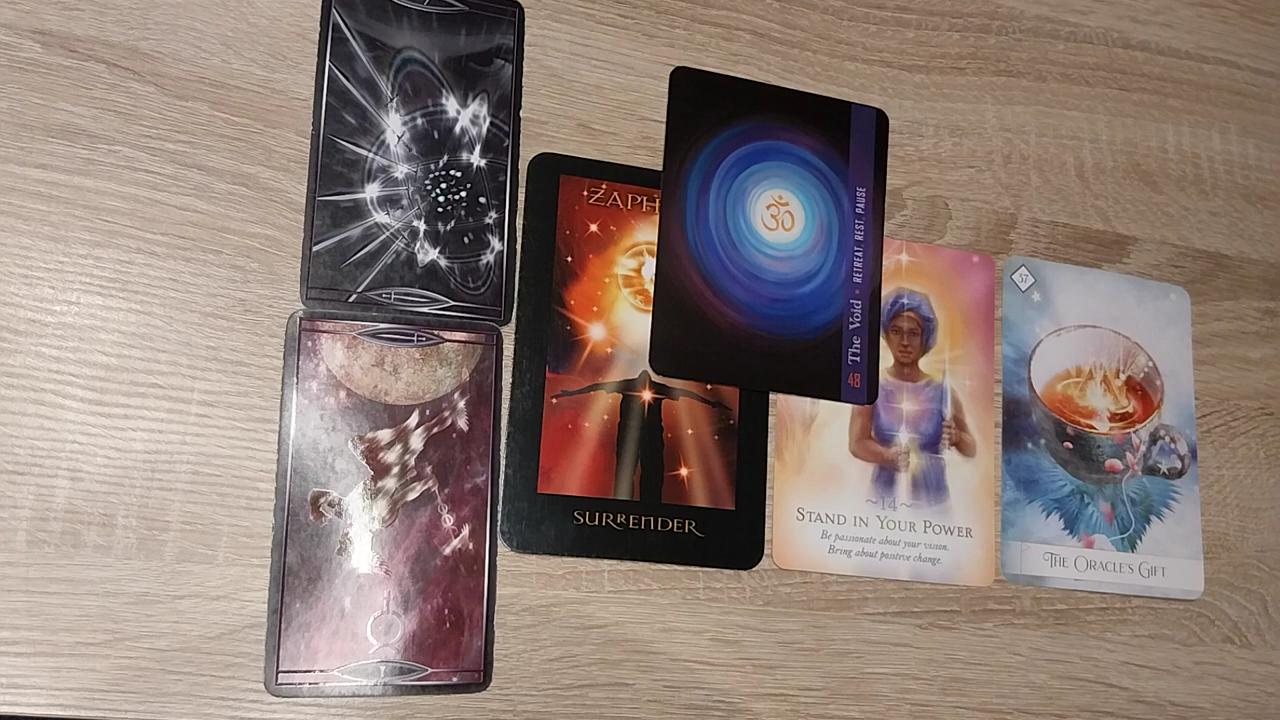 ZAPH
SURRENDER
ॐ
48 The Void • RETREAT. REST. PAUSE
~14~
STAND IN YOUR POWER
Be passionate about your vision.
Bring about positive change.
57
THE ORACLE'S GIFT